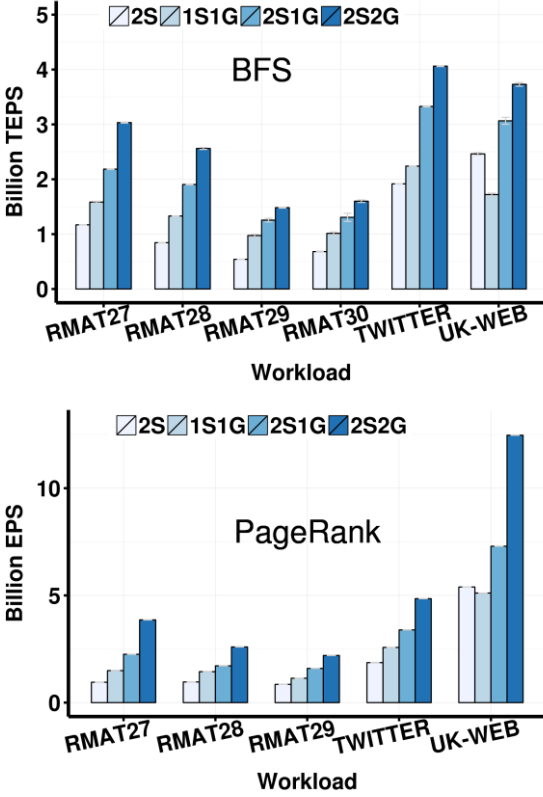 5
2S 1S1G 2S1G 2S2G
BFS
4
3
2
1
0
Billion TEPS
RMAT27 RMAT28 RMAT29 RMAT30 TWITTER UK-WEB
Workload
2S 1S1G 2S1G 2S2G
10
PageRank
5
0
Billion EPS
RMAT27 RMAT28 RMAT29 TWITTER UK-WEB
Workload